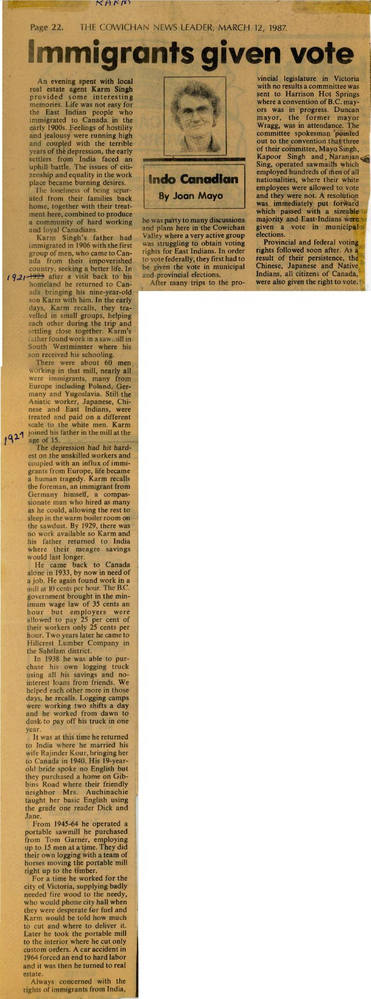 KARM
Page 22. THE COWICHAN NEWS LEADER, MARCH 12, 1987.
Immigrants given vote
An evening spent with local
real estate agent Karm Singh
provided some interesting
memories. Life was not easy for
the East Indian people who
immigrated to Canada in the
early 1900s. Feelings of hostility
and jealousy were running high
and coupled with the terrible
years of the depression, the early
settlers from India faced an
uphill battle. The issues of citi-
zenship and equality in the work
place became burning desires.
The loneliness of being separ-
ated from their families back
home, together with their treat-
ment here, combined to produce
a community of hard working
and loyal Canadians.
Karm Singh's father had
immigrated in 1906 with the first
group of men, who came to Can-
ada from their impoverished
country, seeking a better life. In
1921 1923 after a visit back to his
homeland he returned to Can-
ada bringing his nine-year-old
son Karm with him. In the early
days, Karm recalls, they tra-
velled in small groups, helping
each other during the trip and
settling close together. Karm's
father found work in a sawmill in
South Westminster where his
son received his schooling.
There were about 60 men
working in that mill, nearly all
were immigrants, many from
Europe including Poland, Ger-
many and Yugoslavia. Still the
Asiatic worker, Japanese, Chi-
nese and East Indians, were
treated and paid on a different
scale to the white men. Karm
joined his father in the mill at the
1927 age of 15.
The depression had hit hard-
est on the unskilled workers and
coupled with an influx of immi-
grants from Europe, life became
a human tragedy. Karm recalls
the foreman, an immigrant from
Germany himself, a compas-
sionate man who hired as many
as he could, allowing the rest to
sleep in the warm boiler room on
the sawdust. By 1929, there was
no work available so Karm and
his father returned to India
where their meagre savings
would last longer.
He came back to Canada
alone in 1933, by now in need of
a job. He again found work in a
mill at 10 cents per hour. The B.C.
government brought in the min-
imum wage law of 35 cents an
hour but employers were
allowed to pay 25 per cent of
their workers only 25 cents per
hour. Two years later he came to
Hillcrest Lumber Company in
the Sahtlam district.
In 1938 he was able to pur-
chase his own logging truck
using all his savings and no-
interest loans from friends. We
helped each other more in those
days, he recalls. Logging camps
were working two shifts a day
and he worked from dawn to
dusk to pay off his truck in one
year.
It was at this time he returned
to India where he married his
wife Rajinder Kour, bringing her
to Canada in 1940. His 19-year-
old bride spoke no English but
they purchased a home on Gib-
bins Road where their friendly
neighbor Mrs. Auchinachie
taught her basic English using
the grade one reader Dick and
Jane.
From 1945-64 he operated a
portable sawmill he purchased
from Tom Garner, employing
up to 15 men at a time. They did
their own logging with a team of
horses moving the portable mill
right up to the timber.
For a time he worked for the
city of Victoria, supplying badly
needed fire wood to the needy,
who would phone city hall when
they were desperate for fuel and
Karm would be told how much
to cut and where to deliver it.
Later he took the portable mill
to the interior where he cut only
custom orders. A car accident in
1964 forced an end to hard labor
and it was then he turned to real
estate.
Always concerned with the
rights of immigrants from India,
Indo Canadian
By Joan Mayo
he was party to many discussions
and plans here in the Cowichan
Valley where a very active group
was struggling to obtain voting
rights for East Indians. In order
to vote federally, they first had to
be given the vote in municipal
and provincial elections.
After many trips to the pro-
vincial legislature in Victoria
with no results a commnittee was
sent to Harrison Hot Springs
where a convention of B.C. may-
ors was in progress. Duncan
mayor, the former mayor
Wragg, was in attendance. The
committee spokesman pointed
out to the convention that three
of their committee, Mayo Singh,
Kapoor Singh and Naranjan
Sing, operated sawmaills which
employed hundreds of men of all
nationalities, where their white
employees were allowed to vote
and they were not. A resolution
was immediately put forward
which passed with a sizeable
majority and East Indians were
given a vote in municipal
elections.
Provincial and federal voting
rights followed soon after. As a
result of their persistence, the
Chinese, Japanese and Native
Indians, all citizens of Canada,
were also given the right to vote.